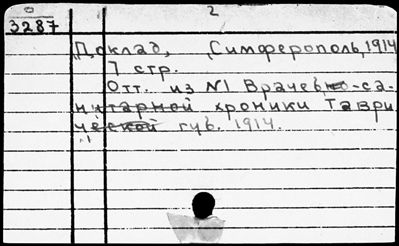 2
3287
Доклад, Симферополь, 1914
7 стр.
Отт. из №1 Врачебно-са-
нитарной хроники Таври
ческой губ. 1914.